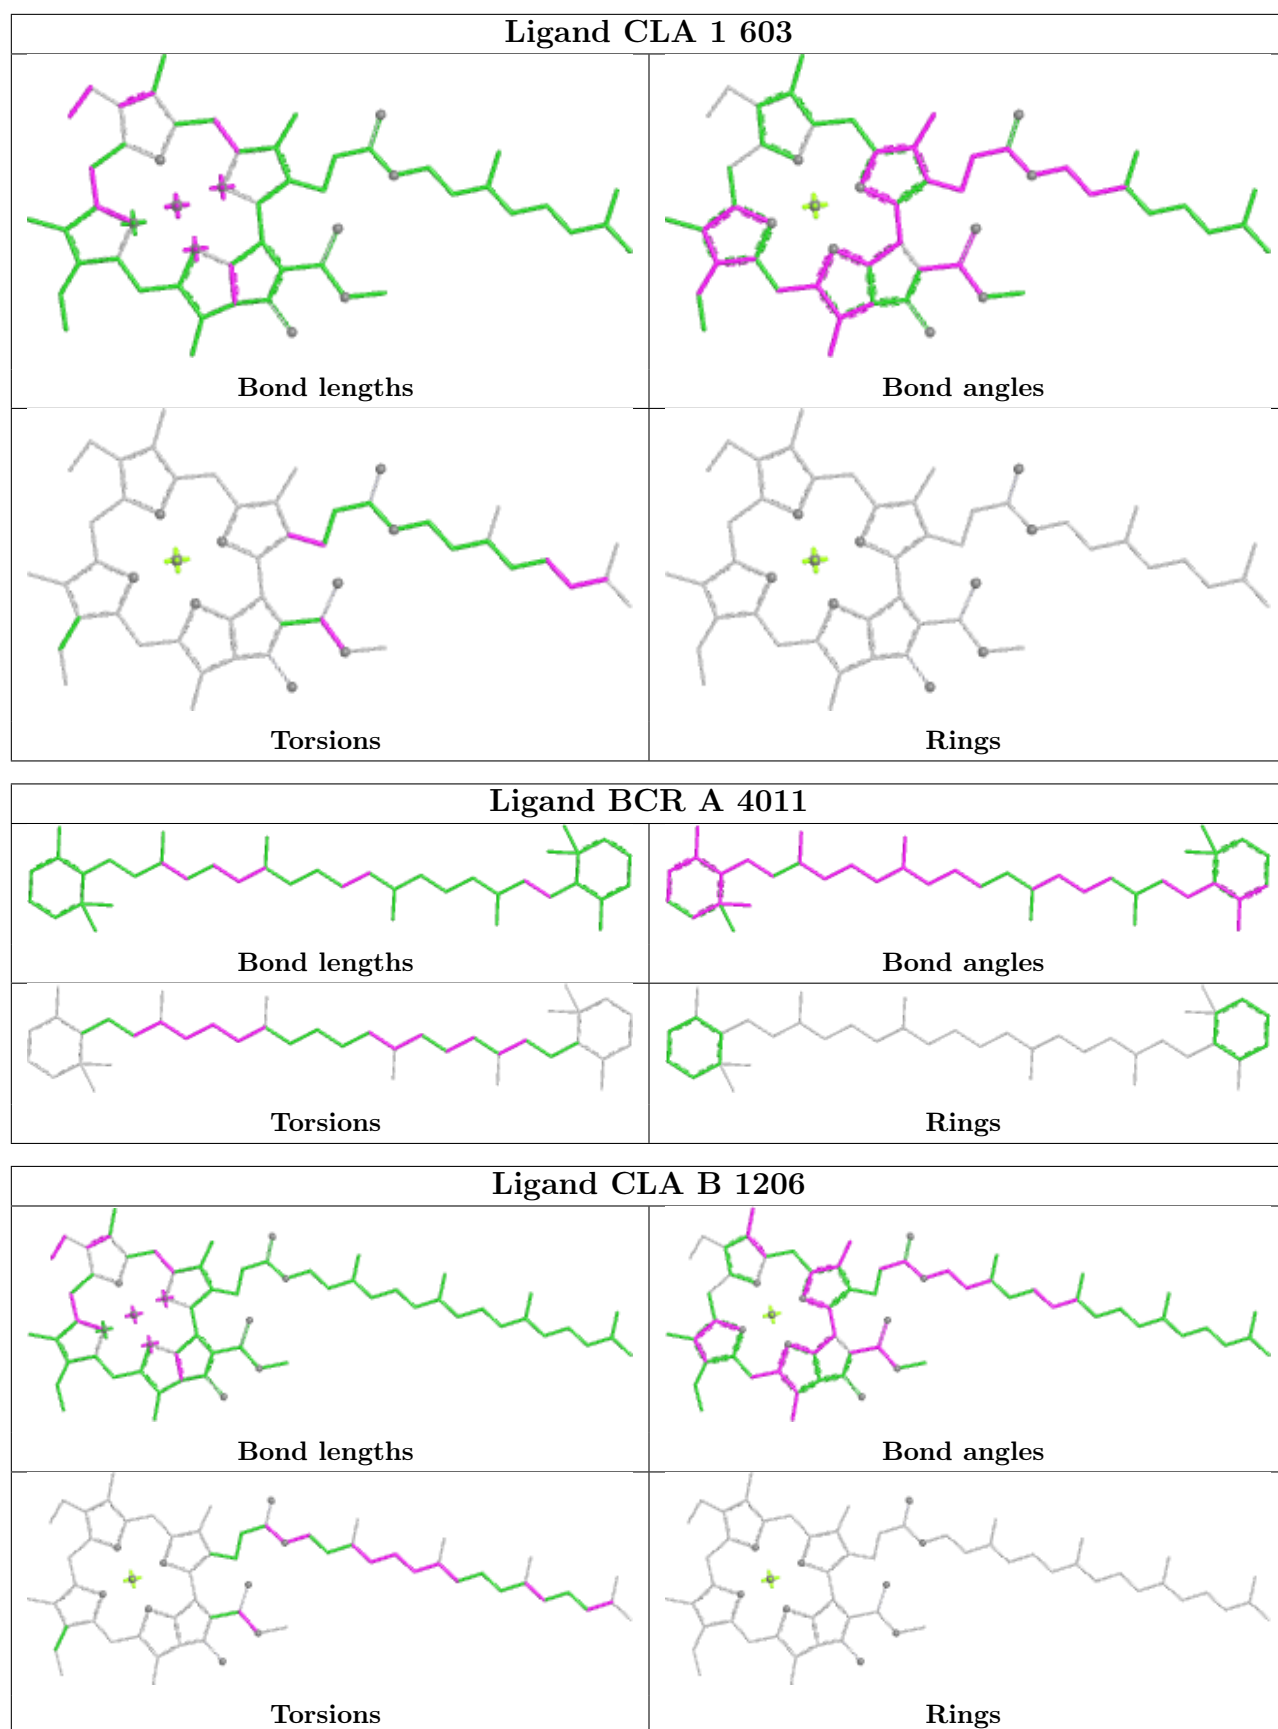 Ligand CLA 1 603
Bond lengths
Bond angles
Torsions
Rings
Ligand BCR A 4011
Bond lengths
Bond angles
Torsions
Rings
Ligand CLA B 1206
Bond lengths
Bond angles
Torsions
Rings